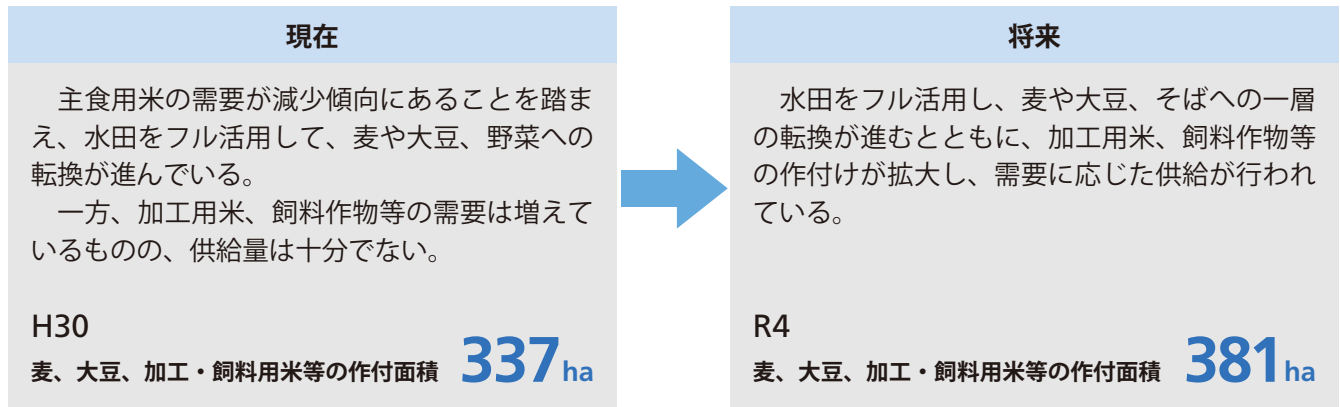 現在
　主食用米の需要が減少傾向にあることを踏ま
え、水田をフル活用して、麦や大豆、野菜への
転換が進んでいる。
　一方、加工用米、飼料作物等の需要は増えて
いるものの、供給量は十分でない。
H30
麦、大豆、加工・飼料用米等の作付面積 337ha
将来
　水田をフル活用し、麦や大豆、そばへの一層
の転換が進むとともに、加工用米、飼料作物等
の作付けが拡大し、需要に応じた供給が行われ
ている。
R4
麦、大豆、加工・飼料用米等の作付面積 381ha